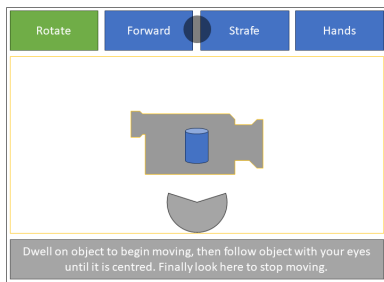 Rotate
Forward
Strafe
Hands
Dwell on object to begin moving, then follow object with your eyes
until it is centred. Finally look here to stop moving.